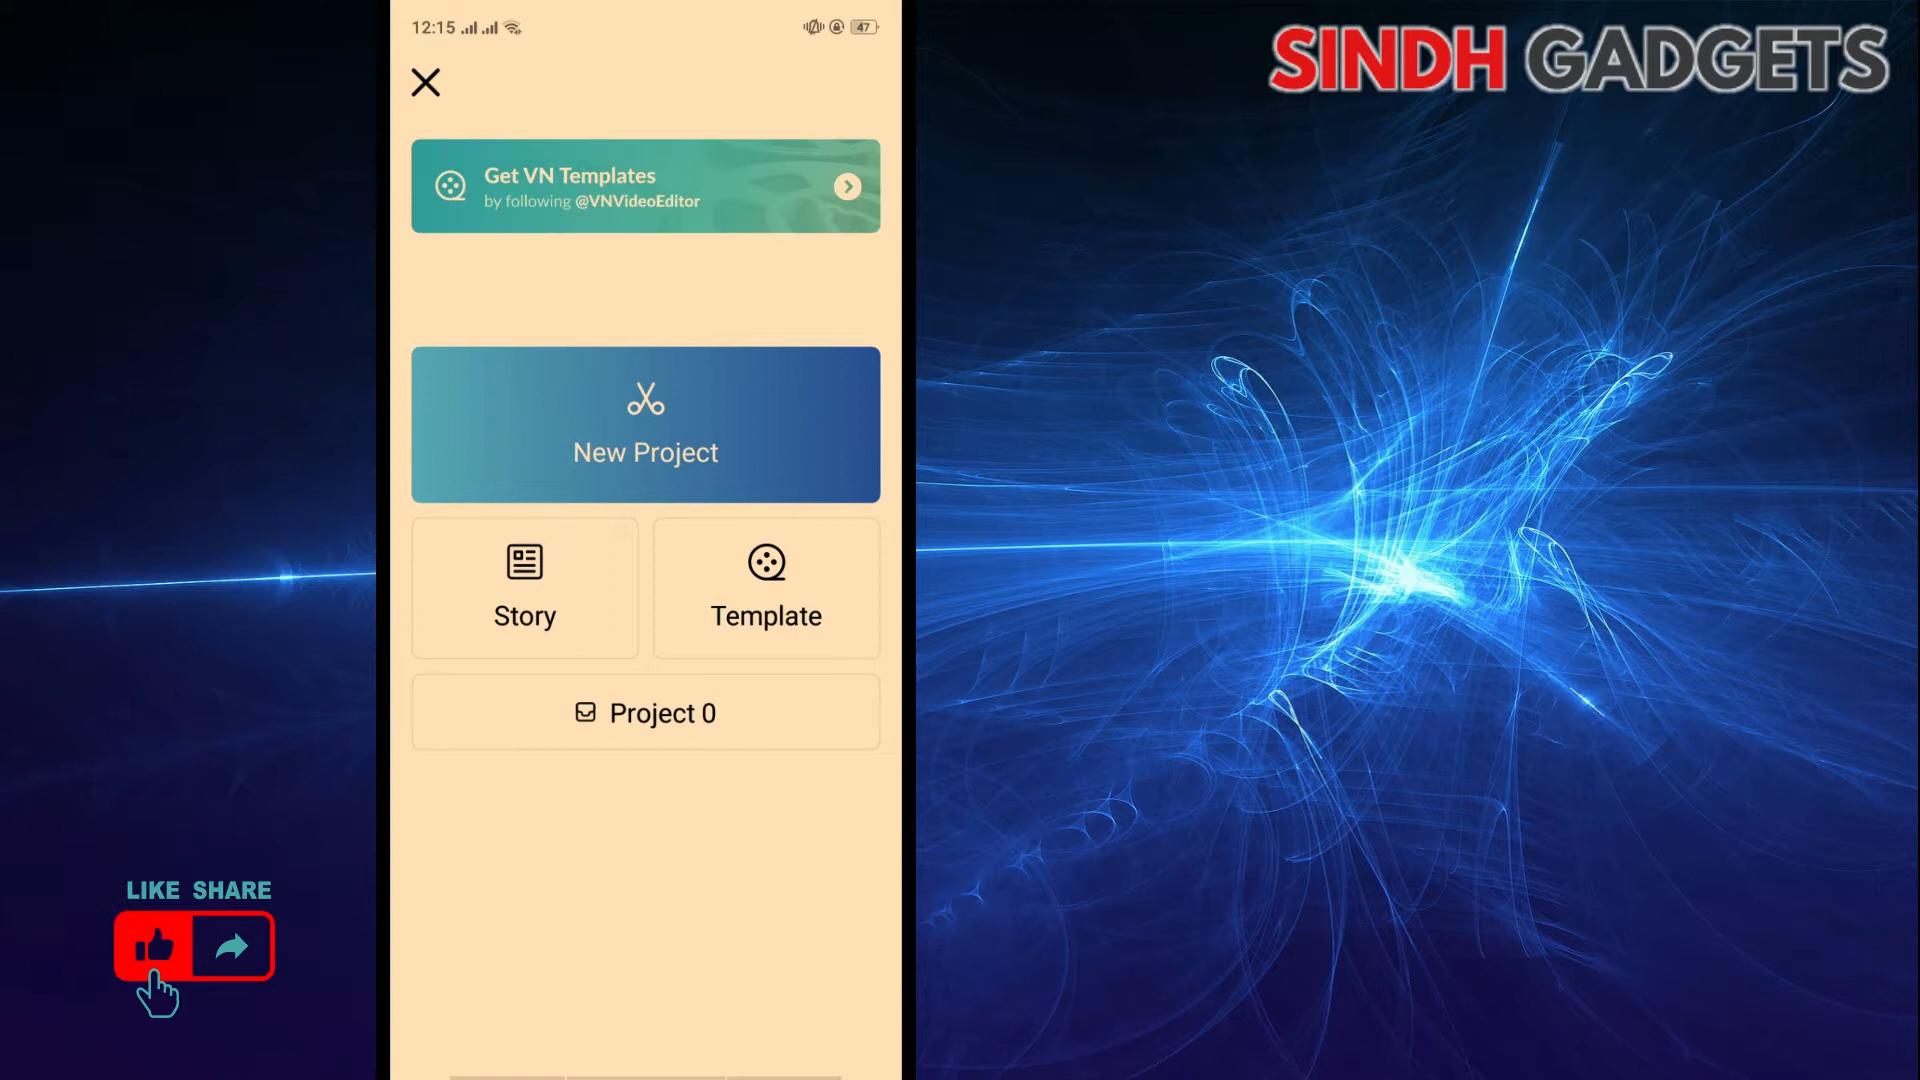 12:15
47
SINDH GADGETS
Get VN Templates
by following @VNVideoEditor
New Project
Story
Template
Project 0
LIKE SHARE